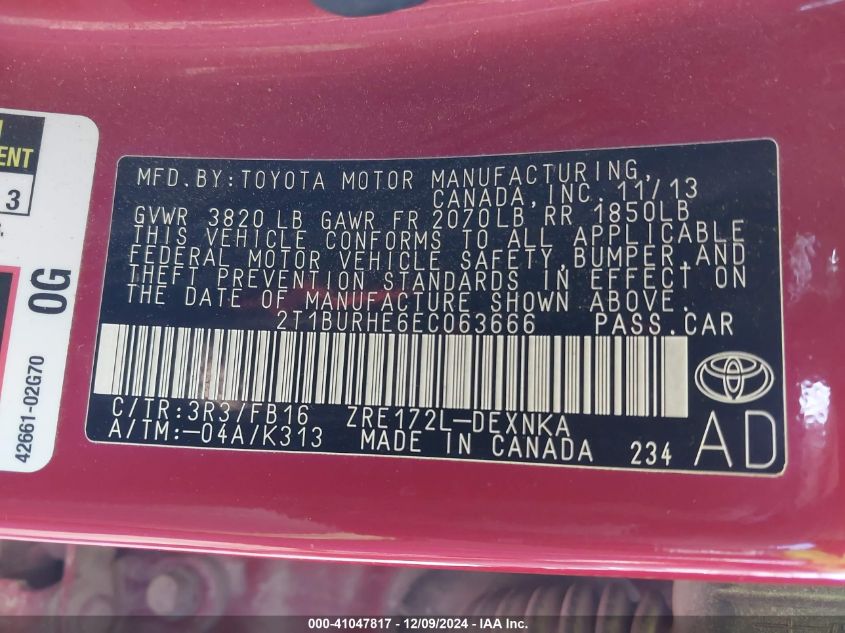 ENT
3
0G
42661-02G70
MFD.BY:TOYOTA MOTOR MANUFACTURING,
CANADA,INC. 11/13
GVWR 3820 LB GAWR FR 2070LB RR 1850LB
THIS VEHICLE CONFORMS TO ALL APPLICABLE
FEDERAL MOTOR VEHICLE SAFETY,BUMPER,AND
THEFT PREVENTION STANDARDS IN EFFECT ON
THE DATE OF MANUFACTURE SHOWN ABOVE.
2T1BURHE6EC063666 PASS.CAR
C/TR:3R3/FB16 ZRE172L-DEXNKA
A/TM:-04A/K313 MADE IN CANADA 234 AD
000-41047817 / 12/09/2024 - IAA Inc.